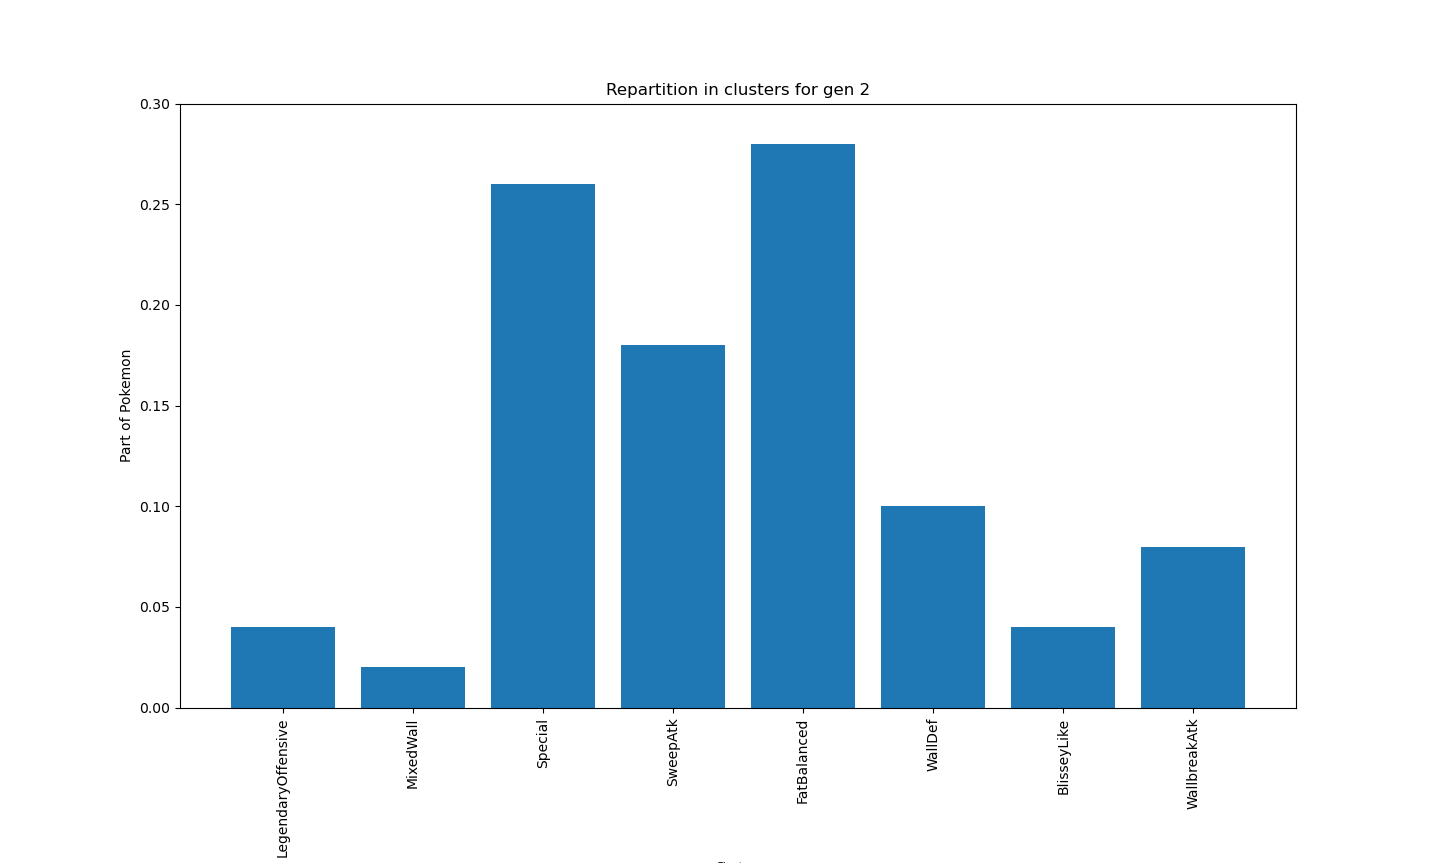 Repartition in clusters for gen 2
0.30
0.25
0.20
0.15
0.10
0.05
0.00
Part of Pokemon
LegendaryOffensive
MixedWall
Special
SweepAtk
FatBalanced
WallDef
BlisseyLike
WallbreakAtk